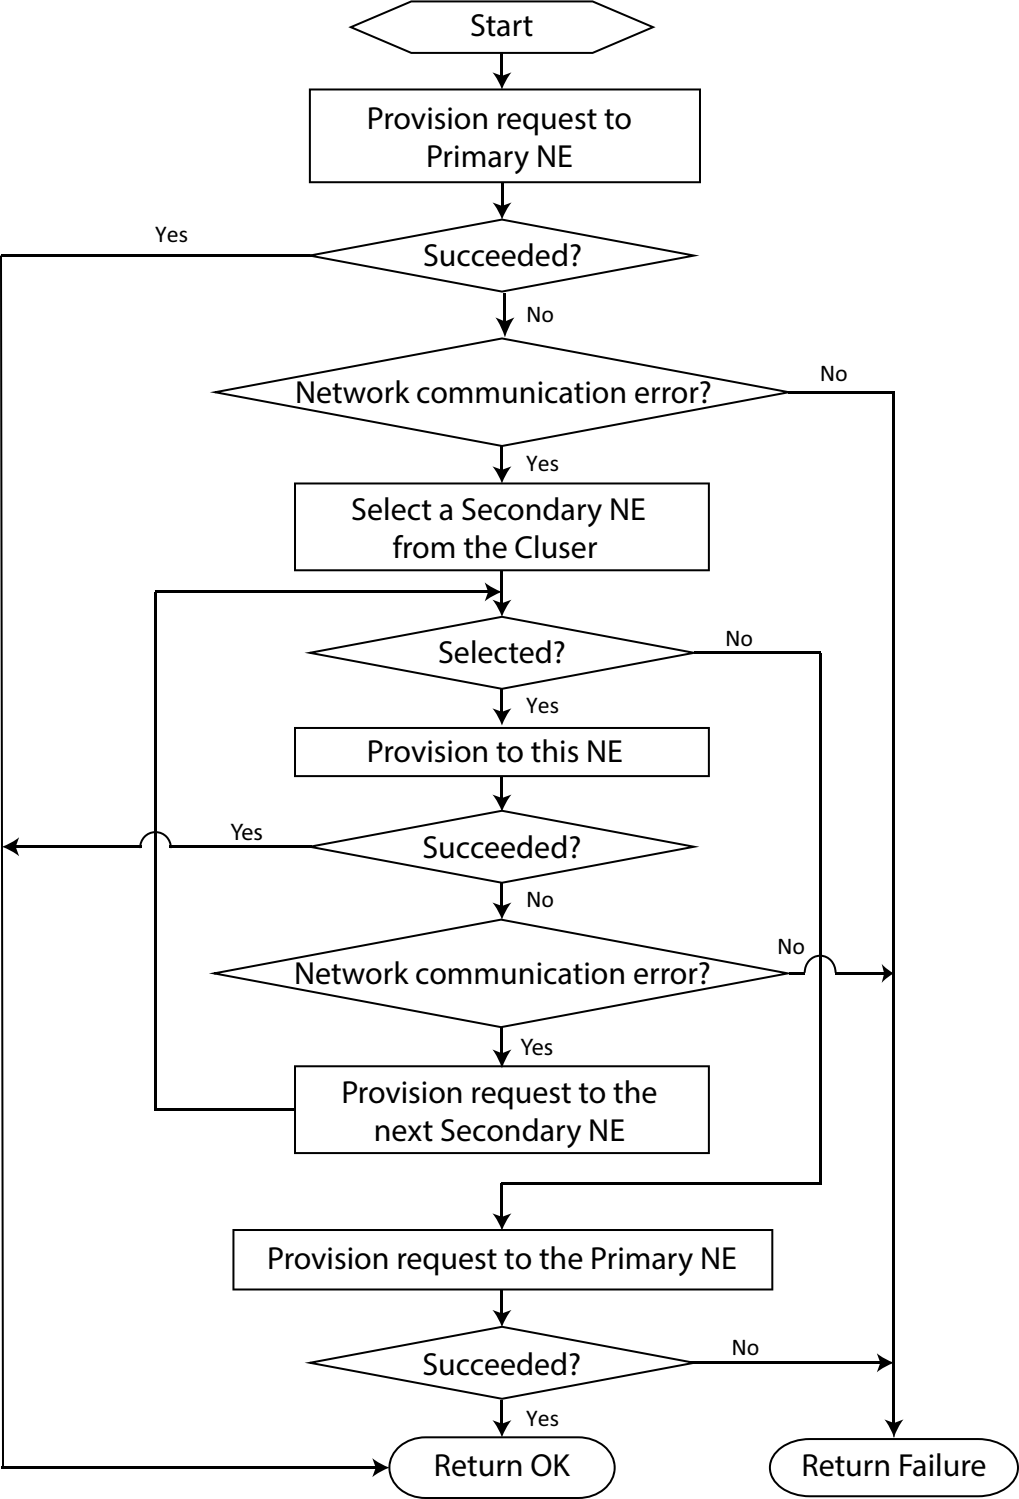 Start
Provision request to
Primary NE
Yes
Succeeded?
No
Network communication error?
No
Yes
Select a Secondary NE
from the Cluser
Selected?
No
Yes
Provision to this NE
Yes
Succeeded?
No
Network communication error?
No
Yes
Provision request to the
next Secondary NE
Provision request to the Primary NE
Succeeded?
No
Yes
Return OK
Return Failure